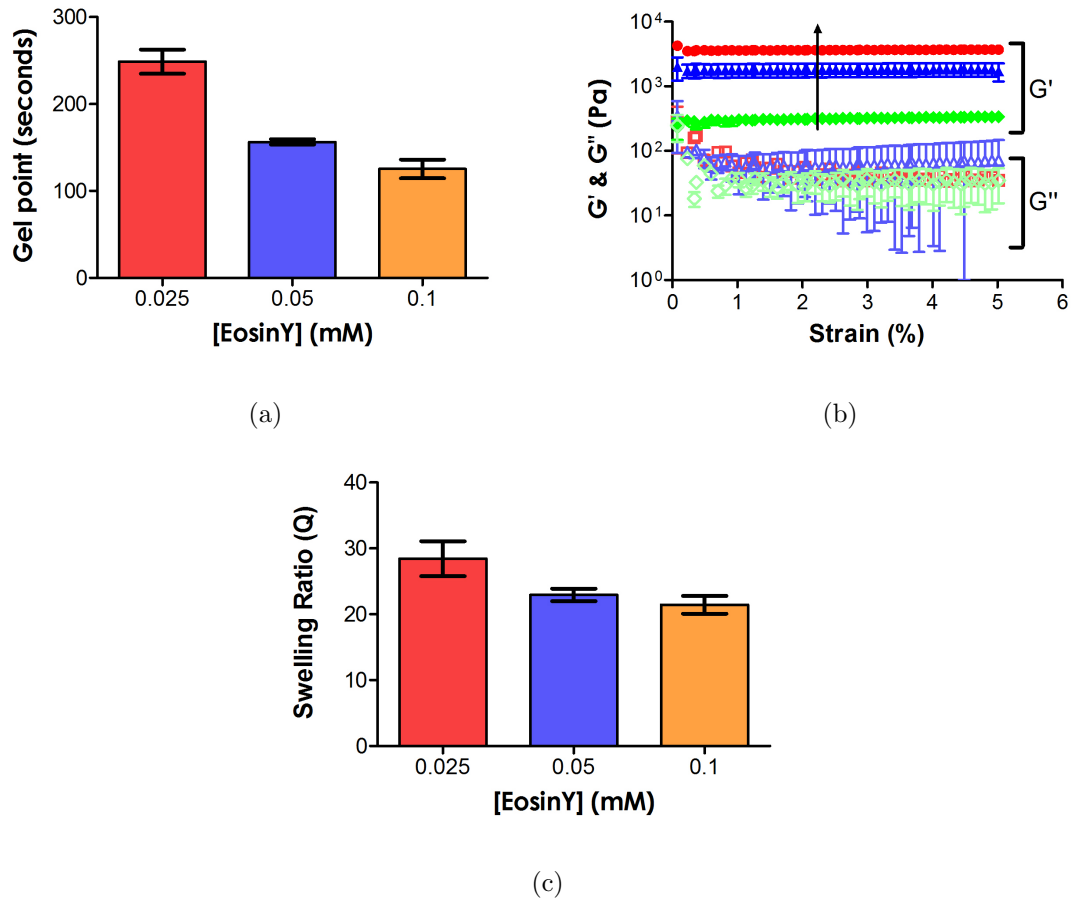 300
200
100
0
Gel point (seconds)
0.025 0.05 0.1
[EosinY] (mM)
(a)
10⁴
10³
10²
10¹
10⁰
G' & G'' (Pa)
G'
G''
0 1 2 3 4 5 6
Strain (%)
(b)
40
30
20
10
0
Swelling Ratio (Q)
0.025 0.05 0.1
[EosinY] (mM)
(c)